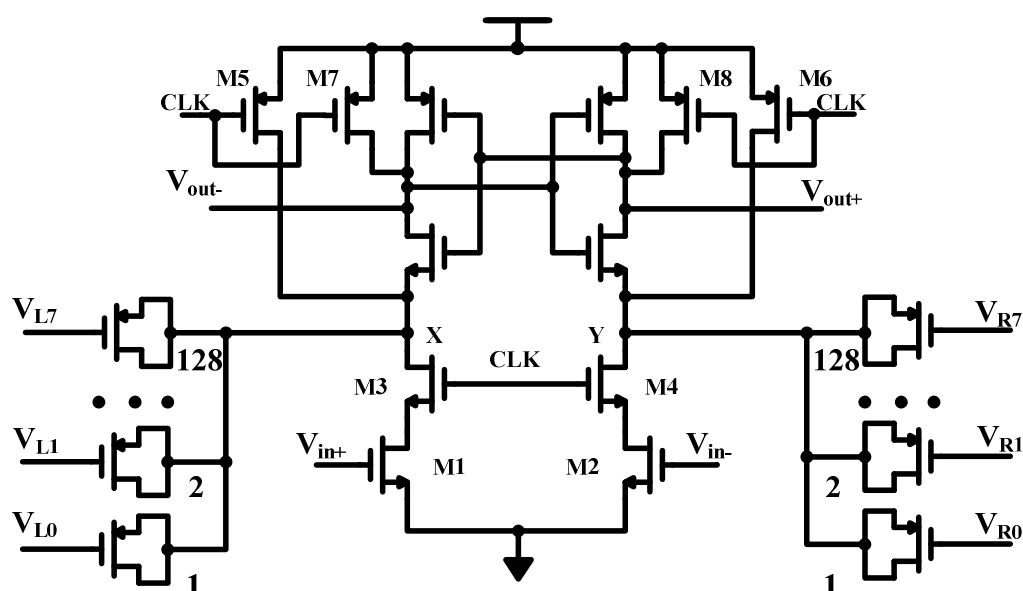 M5 M7 M8 M6
CLK CLK
Vout- Vout+
VL7 X Y VR7
128 CLK 128
M3 M4
VL1 Vin+ Vin- VR1
2 M1 M2 2
VL0 VR0
1 1